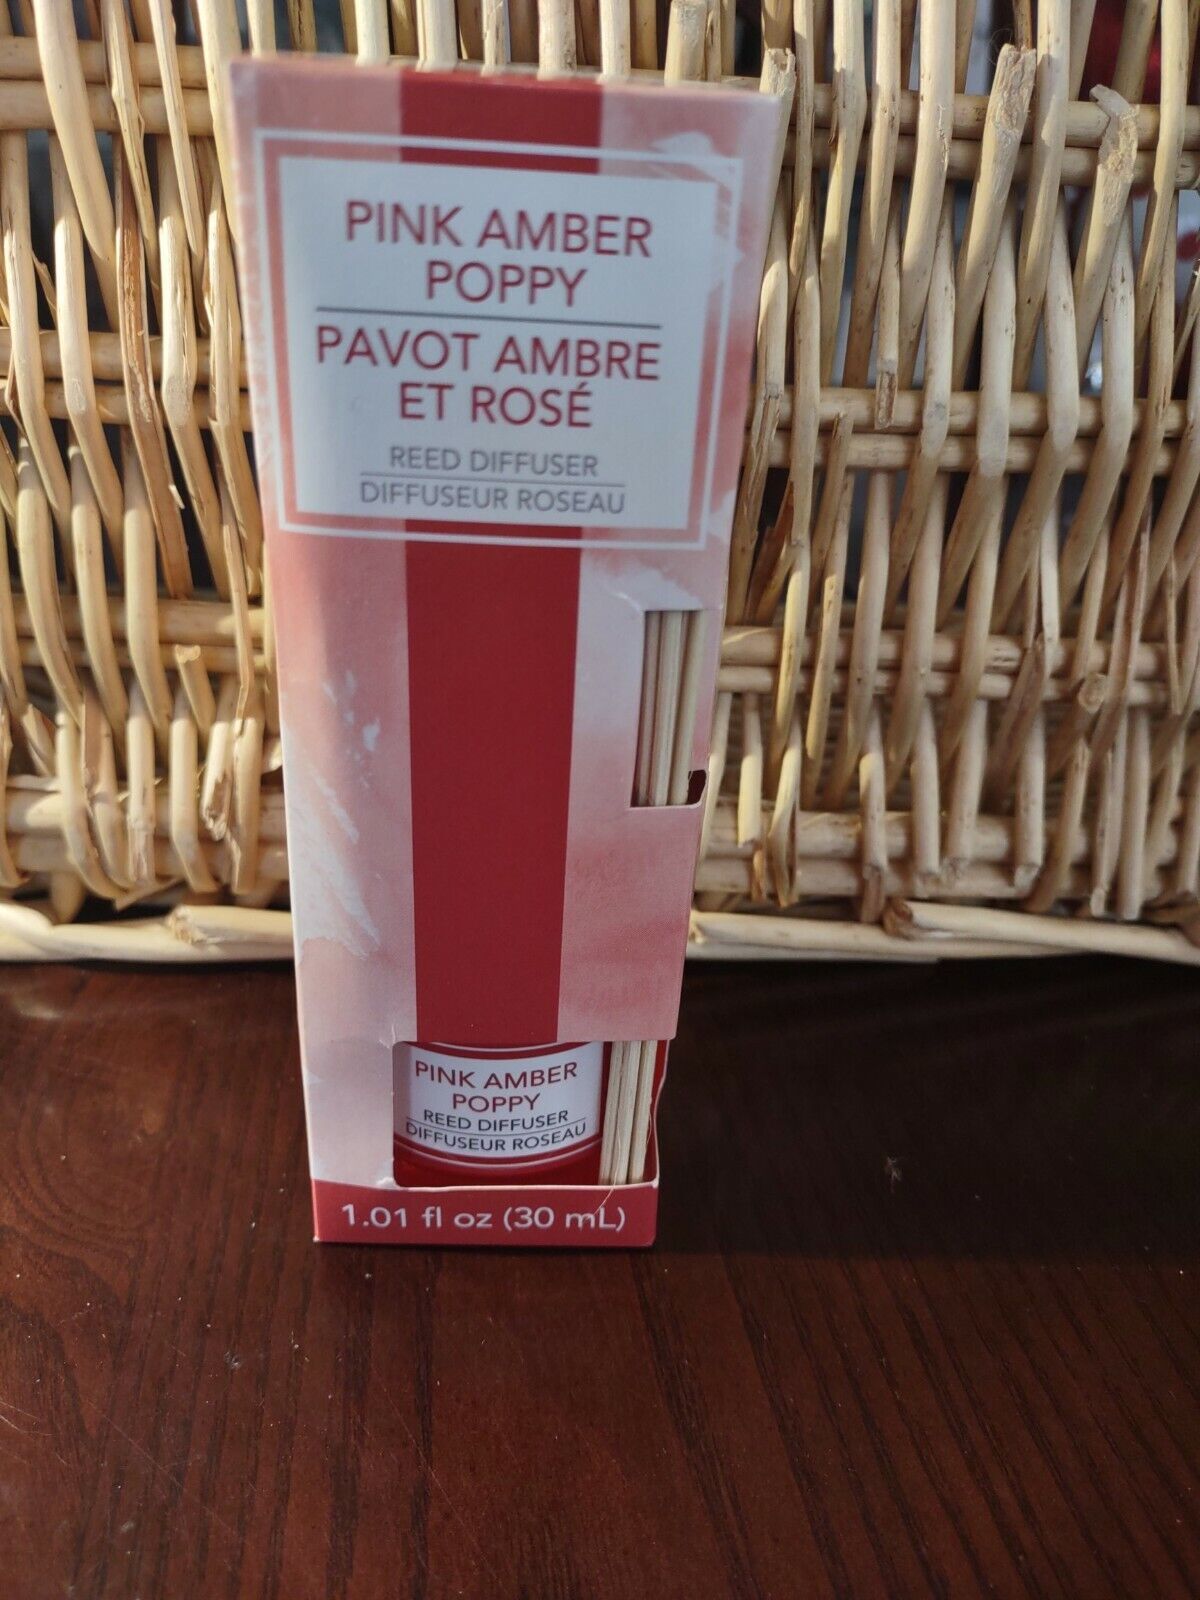 PINK AMBER
POPPY
PAVOT AMBRE
ET ROSÉ
REED DIFFUSER
DIFFUSEUR ROSEAU
PINK AMBER
POPPY
REED DIFFUSER
DIFFUSEUR ROSEAU
1.01 fl oz (30 mL)